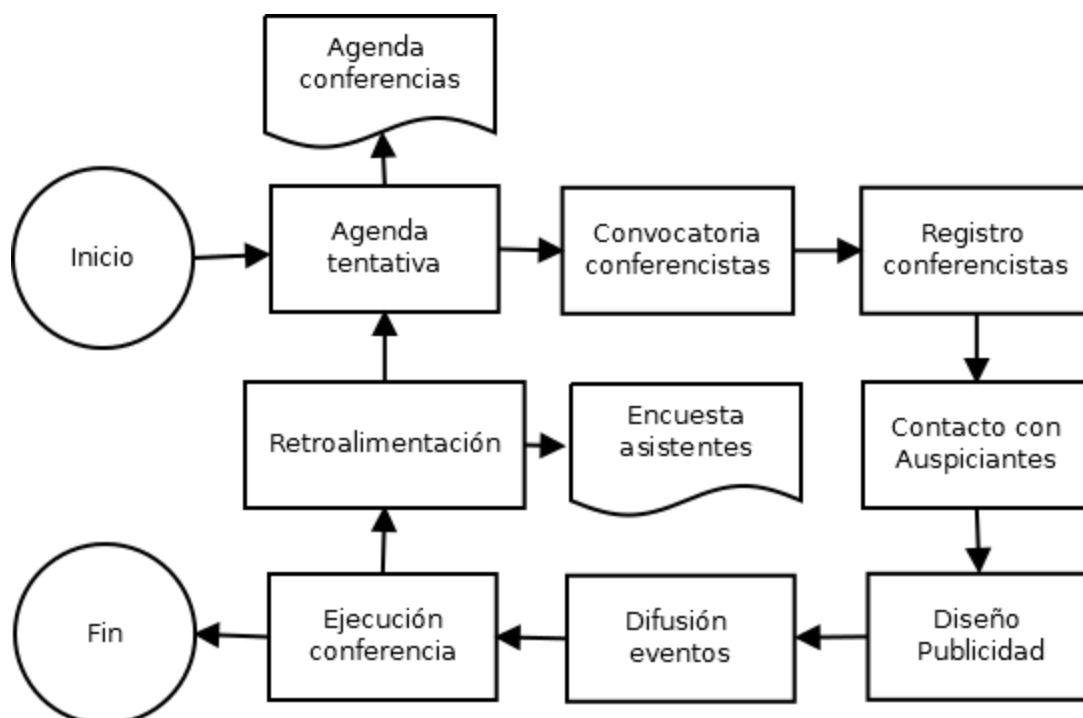 Agenda
conferencias
Inicio
Agenda
tentativa
Convocatoria
conferencistas
Registro
conferencistas
Retroalimentación
Encuesta
asistentes
Contacto con
Auspiciantes
Fin
Ejecución
conferencia
Difusión
eventos
Diseño
Publicidad